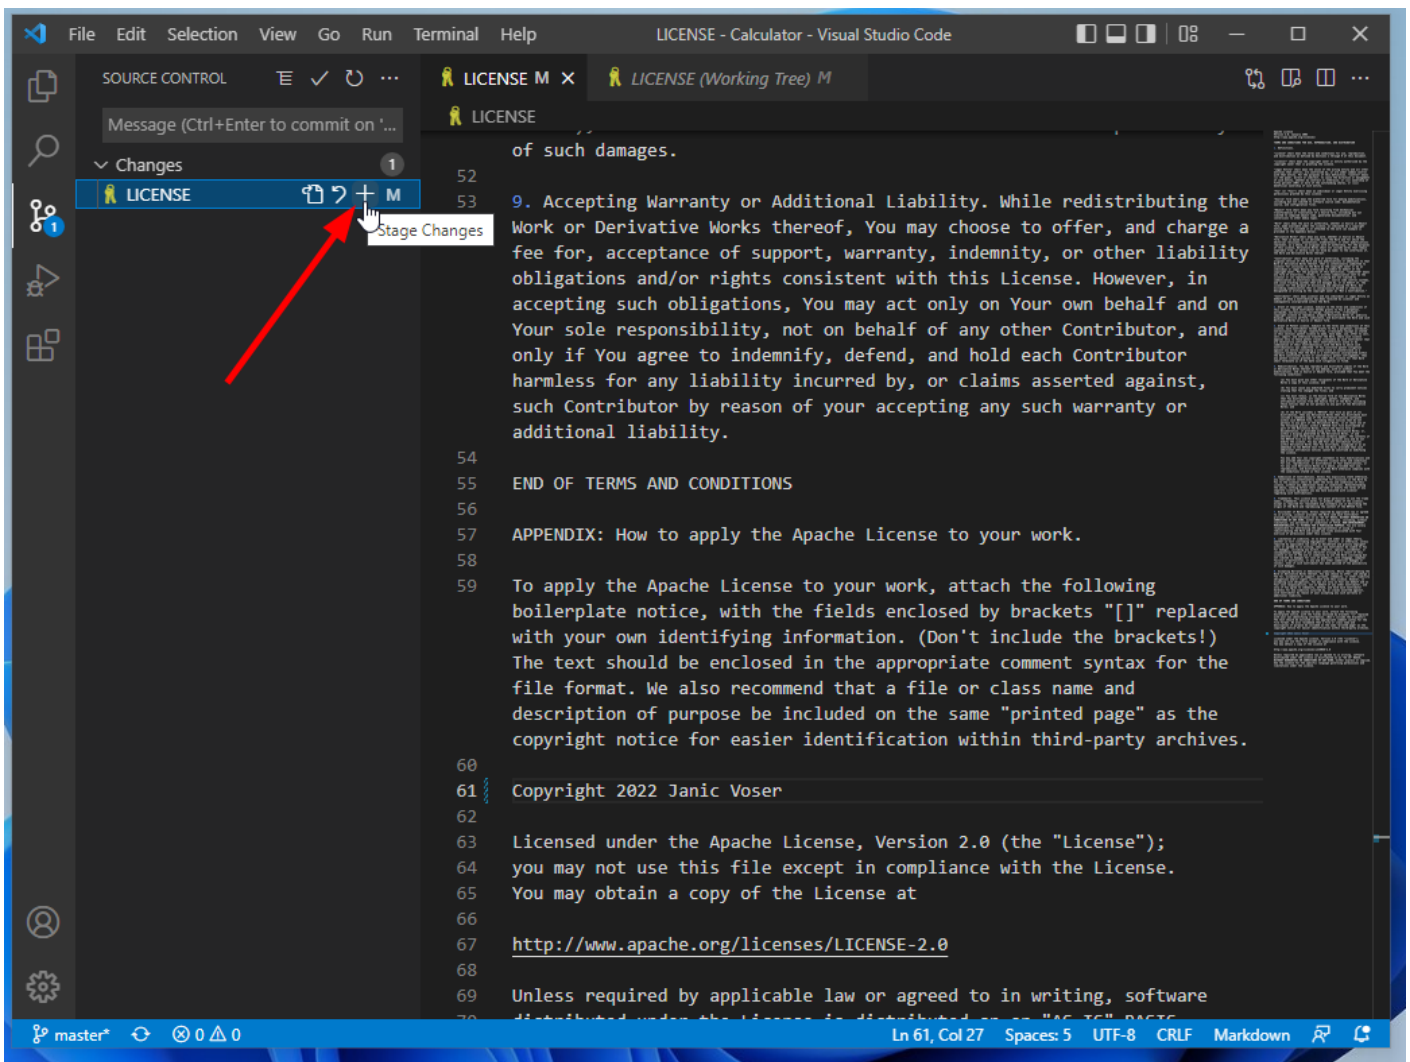 File Edit Selection View Go Run Terminal Help LICENSE - Calculator - Visual Studio Code
SOURCE CONTROL
Message (Ctrl+Enter to commit on '...
Changes 1
LICENSE M
Stage Changes
1
LICENSE M LICENSE (Working Tree) M
LICENSE
of such damages.
52
53 9. Accepting Warranty or Additional Liability. While redistributing the
Work or Derivative Works thereof, You may choose to offer, and charge a
fee for, acceptance of support, warranty, indemnity, or other liability
obligations and/or rights consistent with this License. However, in
accepting such obligations, You may act only on Your own behalf and on
Your sole responsibility, not on behalf of any other Contributor, and
only if You agree to indemnify, defend, and hold each Contributor
harmless for any liability incurred by, or claims asserted against,
such Contributor by reason of your accepting any such warranty or
additional liability.
54
55 END OF TERMS AND CONDITIONS
56
57 APPENDIX: How to apply the Apache License to your work.
58
59 To apply the Apache License to your work, attach the following
boilerplate notice, with the fields enclosed by brackets "[]" replaced
with your own identifying information. (Don't include the brackets!)
The text should be enclosed in the appropriate comment syntax for the
file format. We also recommend that a file or class name and
description of purpose be included on the same "printed page" as the
copyright notice for easier identification within third-party archives.
60
61 Copyright 2022 Janic Voser
62
63 Licensed under the Apache License, Version 2.0 (the "License");
64 you may not use this file except in compliance with the License.
65 You may obtain a copy of the License at
66
67 http://www.apache.org/licenses/LICENSE-2.0
68
69 Unless required by applicable law or agreed to in writing, software
master* 0 0 Ln 61, Col 27 Spaces: 5 UTF-8 CRLF Markdown